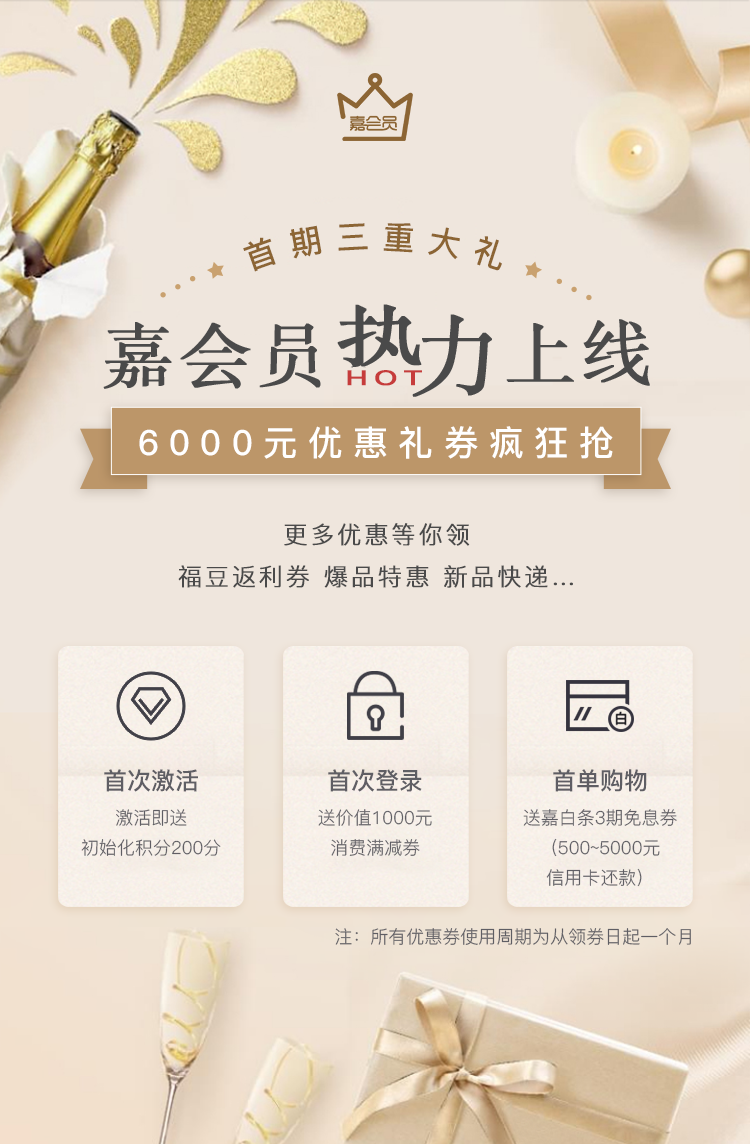 嘉会员
首期三重大礼
嘉会员热力上线
HOT
6000元优惠礼券疯狂抢
更多优惠等你领
福豆返利券 爆品特惠 新品快递...
首次激活
激活即送
初始化积分200分
首次登录
送价值1000元
消费满减券
白
首单购物
送嘉白条3期免息券
(500~5000元
信用卡还款)
注：所有优惠券使用周期为从领券日起一个月